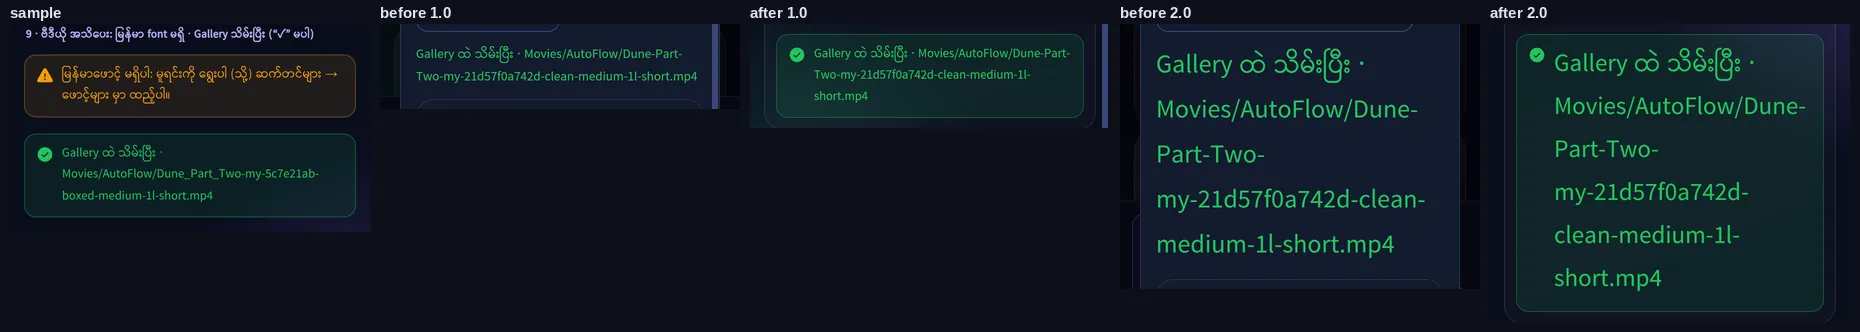 sample
9 · ဗီဒီယို အသိပေး: မြန်မာ font မရှိ · Gallery သိမ်းပြီး (“✓” မပါ)
မြန်မာဖောင့် မရှိပါ: မူရင်းကို ရွေးပါ (သို့) ဆက်တင်များ →
ဖောင့်များ မှာ ထည့်ပါ။
Gallery ထဲ သိမ်းပြီး ·
Movies/AutoFlow/Dune_Part_Two-my-5c7e21ab-
boxed-medium-1l-short.mp4
before 1.0
Gallery ထဲ သိမ်းပြီး · Movies/AutoFlow/Dune-Part-
Two-my-21d57f0a742d-clean-medium-1l-short.mp4
after 1.0
Gallery ထဲ သိမ်းပြီး · Movies/AutoFlow/Dune-Part-
Two-my-21d57f0a742d-clean-medium-1l-
short.mp4
before 2.0
Gallery ထဲ သိမ်းပြီး ·
Movies/AutoFlow/Dune-
Part-Two-
my-21d57f0a742d-clean-
medium-1l-short.mp4
after 2.0
Gallery ထဲ သိမ်းပြီး ·
Movies/AutoFlow/Dune-
Part-Two-
my-21d57f0a742d-
clean-medium-1l-
short.mp4